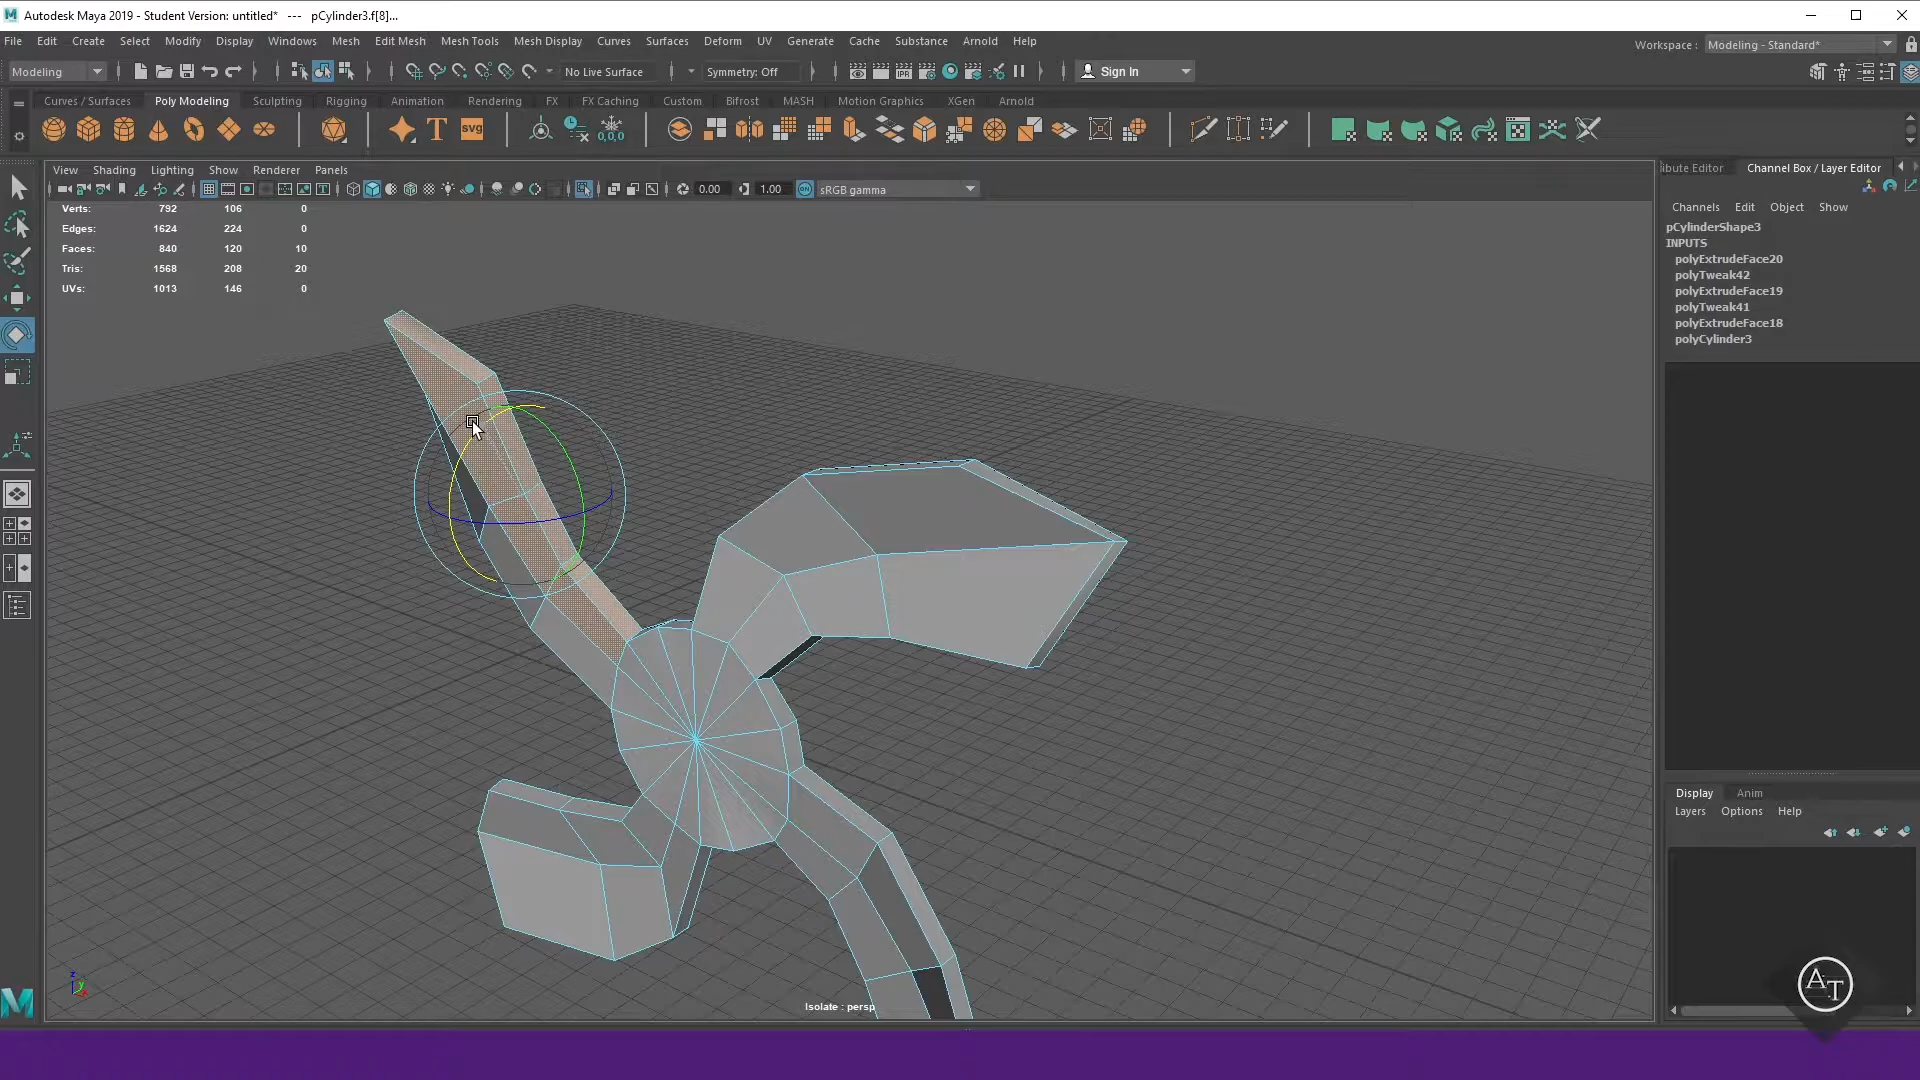 Autodesk Maya 2019 - Student Version: untitled*   ---   pCylinder3.f[8]...
File Edit Create Select Modify Display Windows Mesh Edit Mesh Mesh Tools Mesh Display Curves Surfaces Deform UV Generate Cache Substance Arnold Help
Workspace : Modeling - Standard*
Modeling No Live Surface Symmetry: Off Sign In
Curves / Surfaces Poly Modeling Sculpting Rigging Animation Rendering FX FX Caching Custom Bifrost MASH Motion Graphics XGen Arnold
T svg 0,0,0
View Shading Lighting Show Renderer Panels
0.00 1.00 ON sRGB gamma
Verts: 792 106 0
Edges: 1624 224 0
Faces: 840 120 10
Tris: 1568 208 20
UVs: 1013 146 0
Isolate : persp
z
y
ibute Editor Channel Box / Layer Editor
Channels Edit Object Show
pCylinderShape3
INPUTS
polyExtrudeFace20
polyTweak42
polyExtrudeFace19
polyTweak41
polyExtrudeFace18
polyCylinder3
Display Anim
Layers Options Help
AT